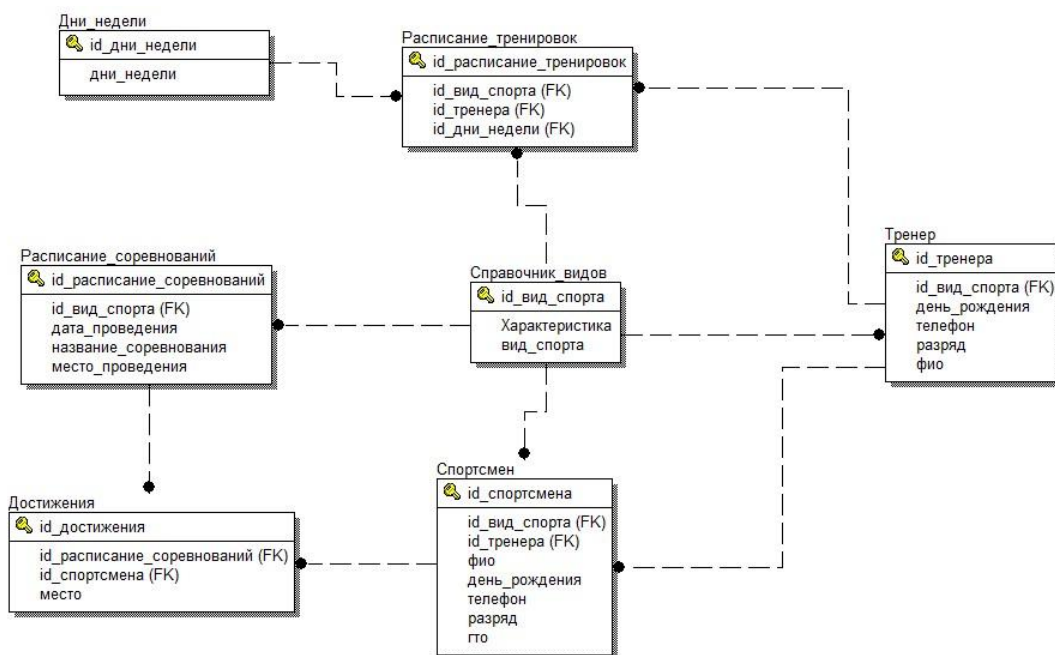 Дни_недели
id_дни_недели
дни_недели
Расписание_тренировок
id_расписание_тренировок
id_вид_спорта (FK)
id_тренера (FK)
id_дни_недели (FK)
Расписание_соревнований
id_расписание_соревнований
id_вид_спорта (FK)
дата_проведения
название_соревнования
место_проведения
Справочник_видов
id_вид_спорта
Характеристика
вид_спорта
Тренер
id_тренера
id_вид_спорта (FK)
день_рождения
телефон
разряд
фио
Достижения
id_достижения
id_расписание_соревнований (FK)
id_спортсмена (FK)
место
Спортсмен
id_спортсмена
id_вид_спорта (FK)
id_тренера (FK)
фио
день_рождения
телефон
разряд
гто